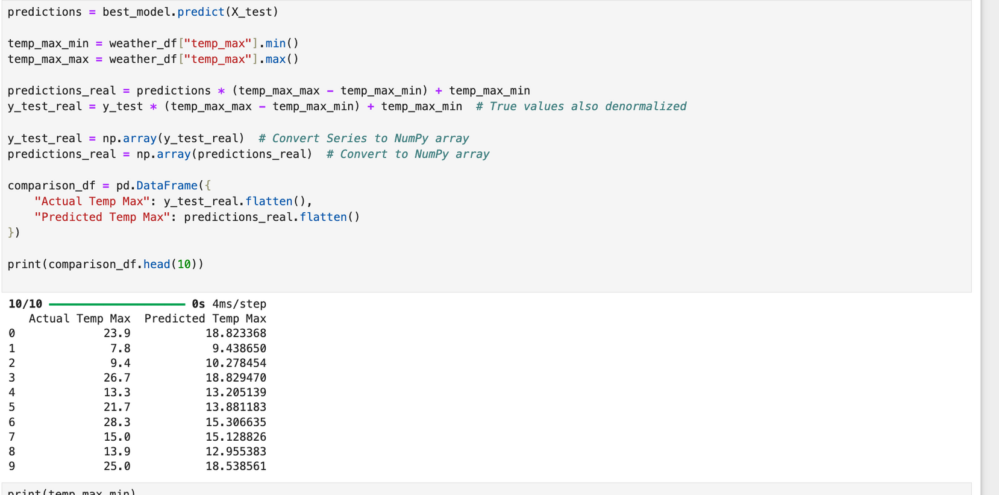 predictions = best_model.predict(X_test)
temp_max_min = weather_df["temp_max"].min()
temp_max_max = weather_df["temp_max"].max()
predictions_real = predictions * (temp_max_max - temp_max_min) + temp_max_min
y_test_real = y_test * (temp_max_max - temp_max_min) + temp_max_min  # True values also denormalized
y_test_real = np.array(y_test_real)  # Convert Series to NumPy array
predictions_real = np.array(predictions_real)  # Convert to NumPy array
comparison_df = pd.DataFrame({
    "Actual Temp Max": y_test_real.flatten(),
    "Predicted Temp Max": predictions_real.flatten()
})
print(comparison_df.head(10))
10/10 0s 4ms/step
   Actual Temp Max  Predicted Temp Max
0             23.9           18.823368
1              7.8            9.438650
2              9.4           10.278454
3             26.7           18.829470
4             13.3           13.205139
5             21.7           13.881183
6             28.3           15.306635
7             15.0           15.128826
8             13.9           12.955383
9             25.0           18.538561
print(temp_max_min)